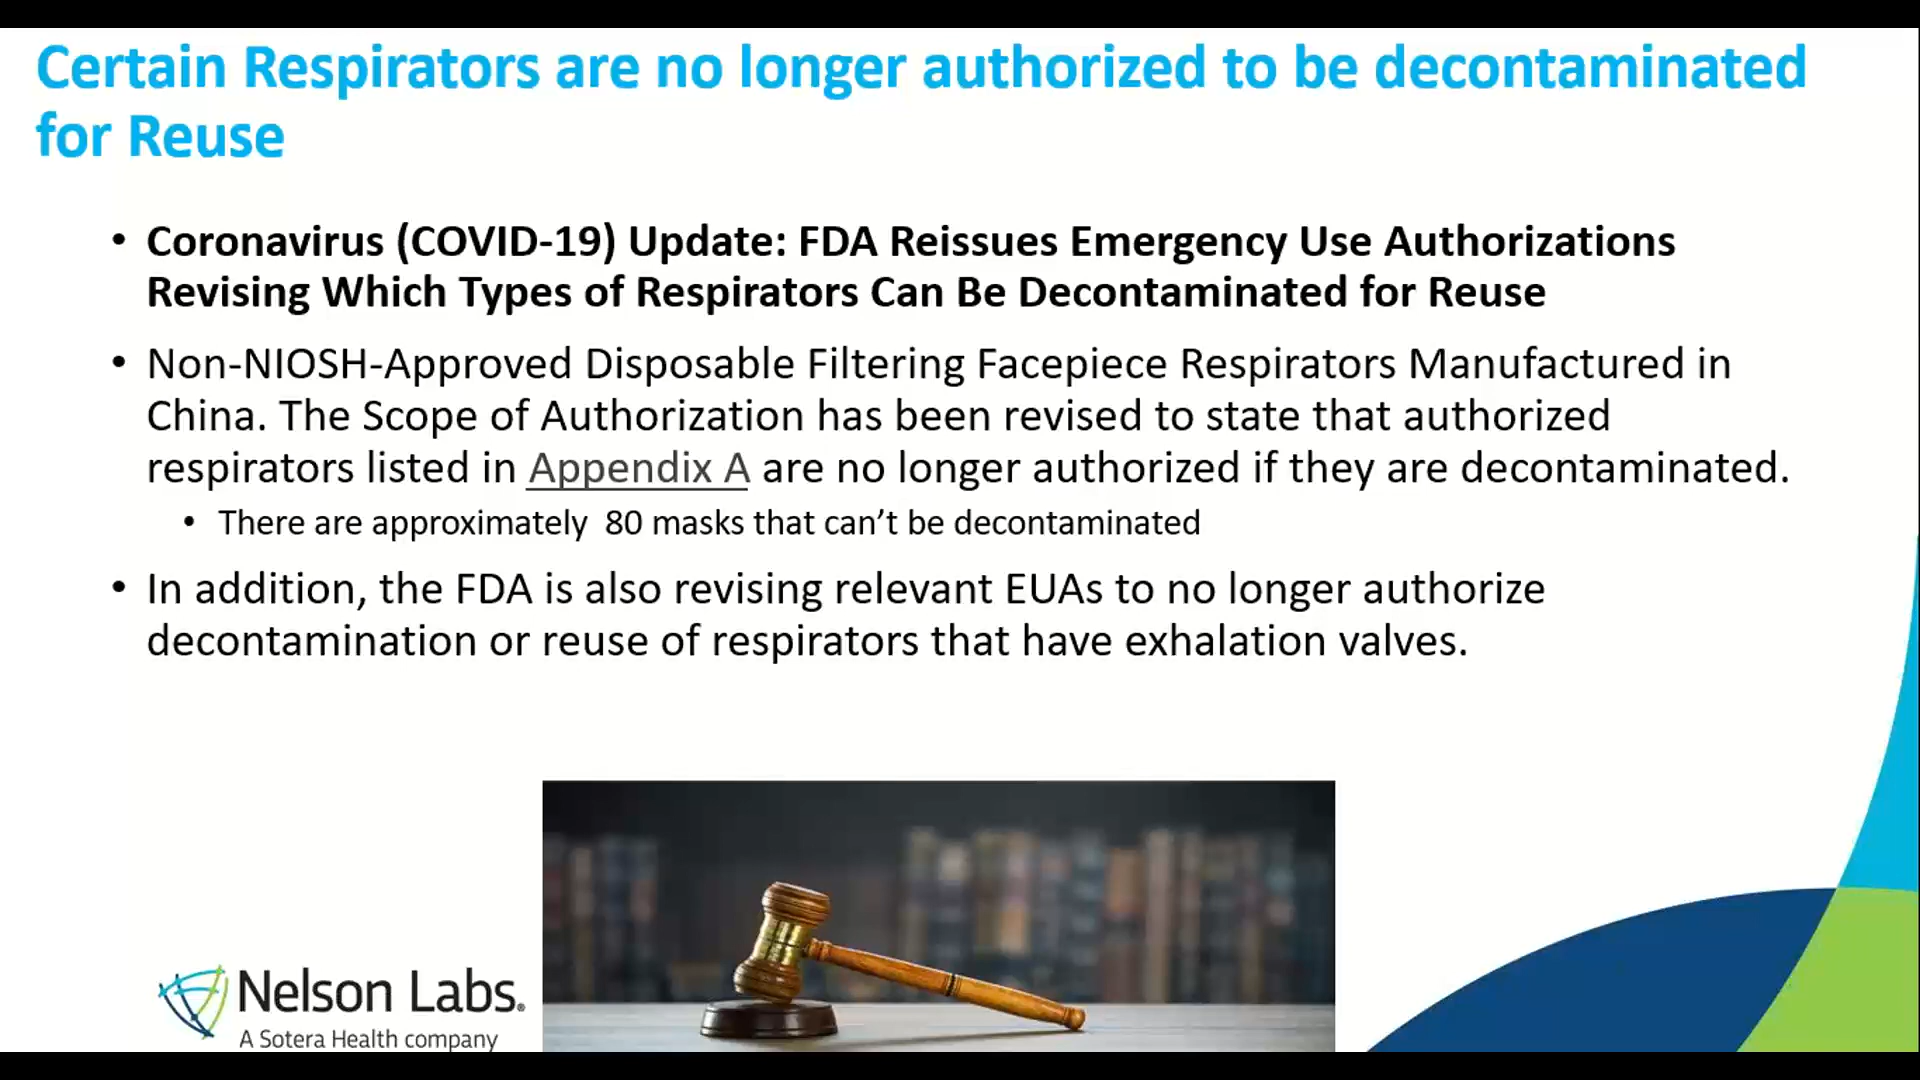 Certain Respirators are no longer authorized to be decontaminated
for Reuse
• Coronavirus (COVID-19) Update: FDA Reissues Emergency Use Authorizations
Revising Which Types of Respirators Can Be Decontaminated for Reuse
• Non-NIOSH-Approved Disposable Filtering Facepiece Respirators Manufactured in
China. The Scope of Authorization has been revised to state that authorized
respirators listed in Appendix A are no longer authorized if they are decontaminated.
• There are approximately  80 masks that can’t be decontaminated
• In addition, the FDA is also revising relevant EUAs to no longer authorize
decontamination or reuse of respirators that have exhalation valves.
Nelson Labs®
A Sotera Health company